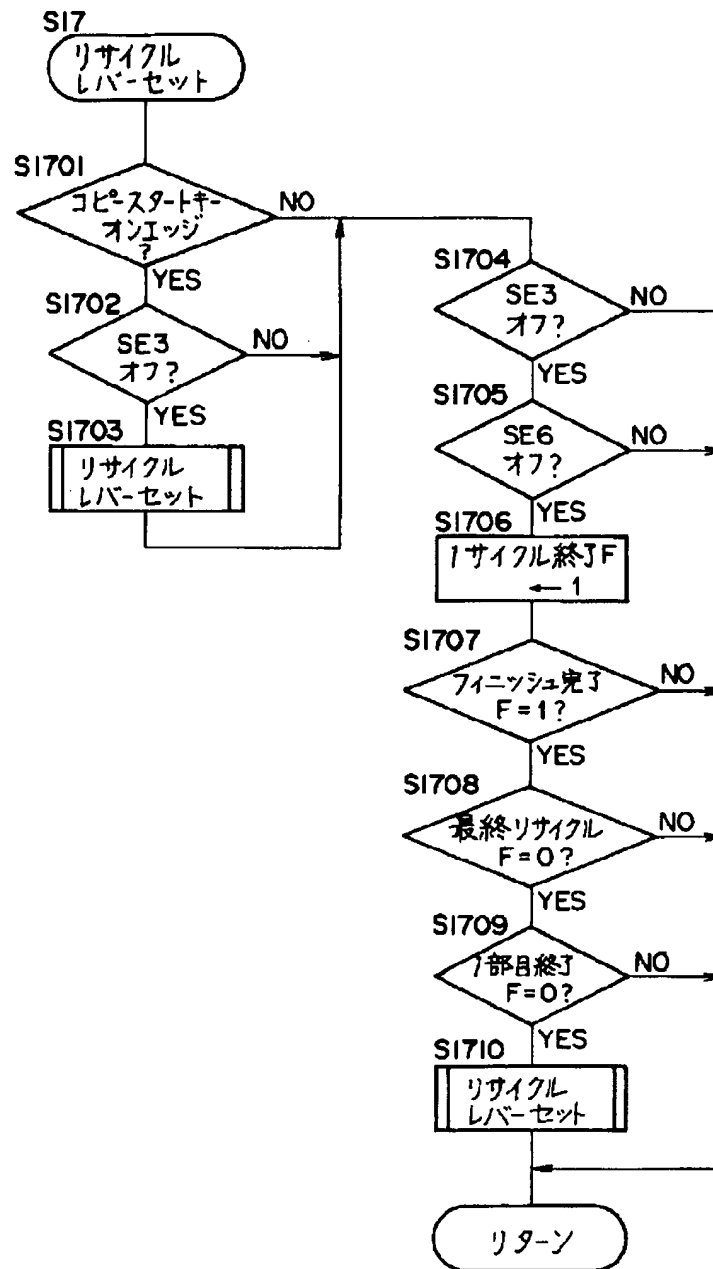 S17
リサイクル
レバーセット
S1701
コピースタートキー
オンエッジ
?
NO
YES
S1702
SE3
オフ?
NO
YES
S1703
リサイクル
レバーセット
S1704
SE3
オフ?
NO
YES
S1705
SE6
オフ?
NO
YES
S1706
1サイクル終了F
←1
S1707
フィニッシュ完了
F=1?
NO
YES
S1708
最終リサイクル
F=0?
NO
YES
S1709
1部目終了
F=0?
NO
YES
S1710
リサイクル
レバーセット
リターン